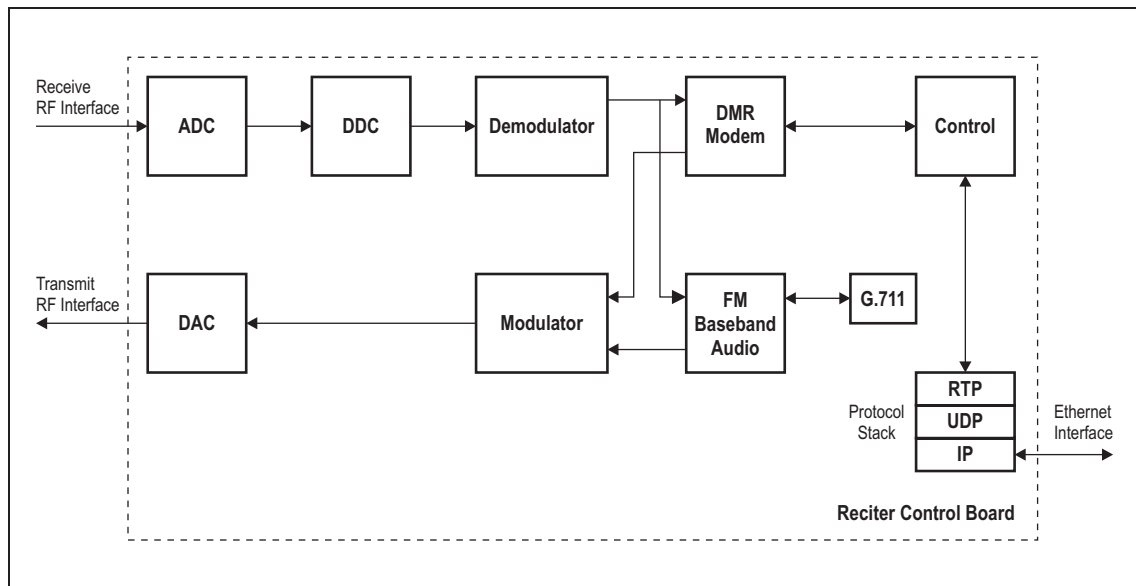 Receive
RF Interface
ADC
DDC
Demodulator
DMR
Modem
Control
Transmit
RF Interface
DAC
Modulator
FM
Baseband
Audio
G.711
Protocol
Stack
RTP
UDP
IP
Ethernet
Interface
Reciter Control Board